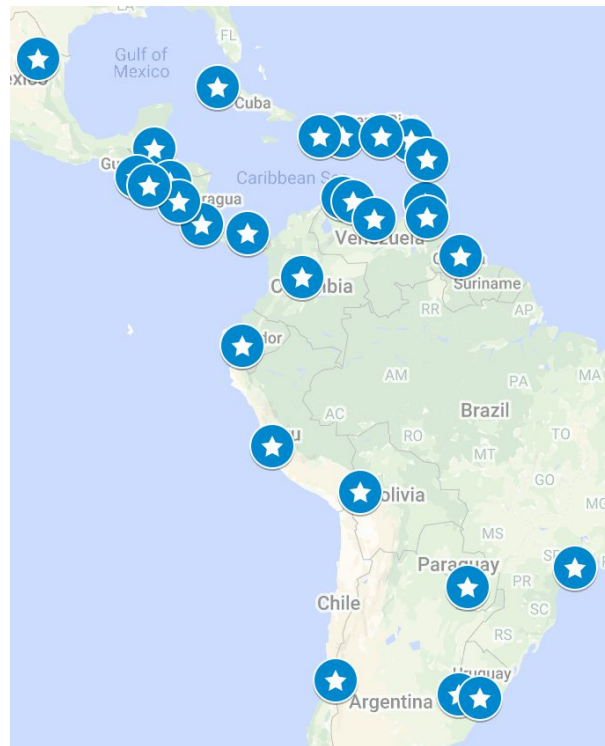 FL
Gulf of
Mexico
Cuba
Caribbean
Venezuela
Suriname
RR
AP
AM
PA
MA
Brazil
AC
RO
TO
MT
GO
MS
Paraguay
PR
SC
Chile
RS
Uruguay
Argentina